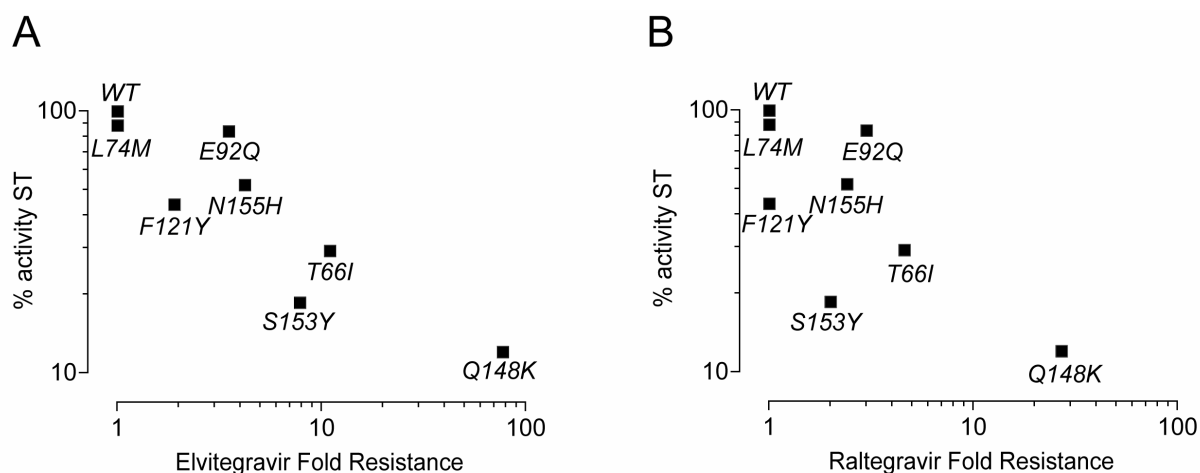 A
B
WT
WT
100
100
L74M
E92Q
L74M
E92Q
N155H
N155H
F121Y
F121Y
% activity ST
% activity ST
T66I
T66I
S153Y
S153Y
Q148K
Q148K
10
10
1
10
100
1
10
100
Elvitegravir Fold Resistance
Raltegravir Fold Resistance